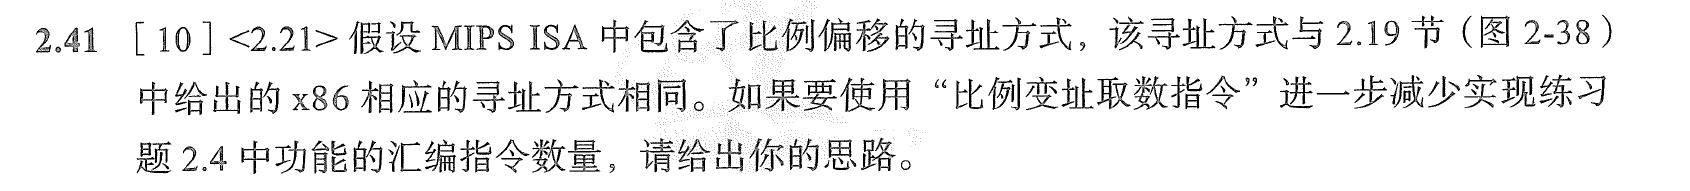 2.41 [10] <2.21> 假设 MIPS ISA 中包含了比例偏移的寻址方式，该寻址方式与 2.19 节（图 2-38）
中给出的 x86 相应的寻址方式相同。如果要使用“比例变址取数指令”进一步减少实现练习
题 2.4 中功能的汇编指令数量，请给出你的思路。